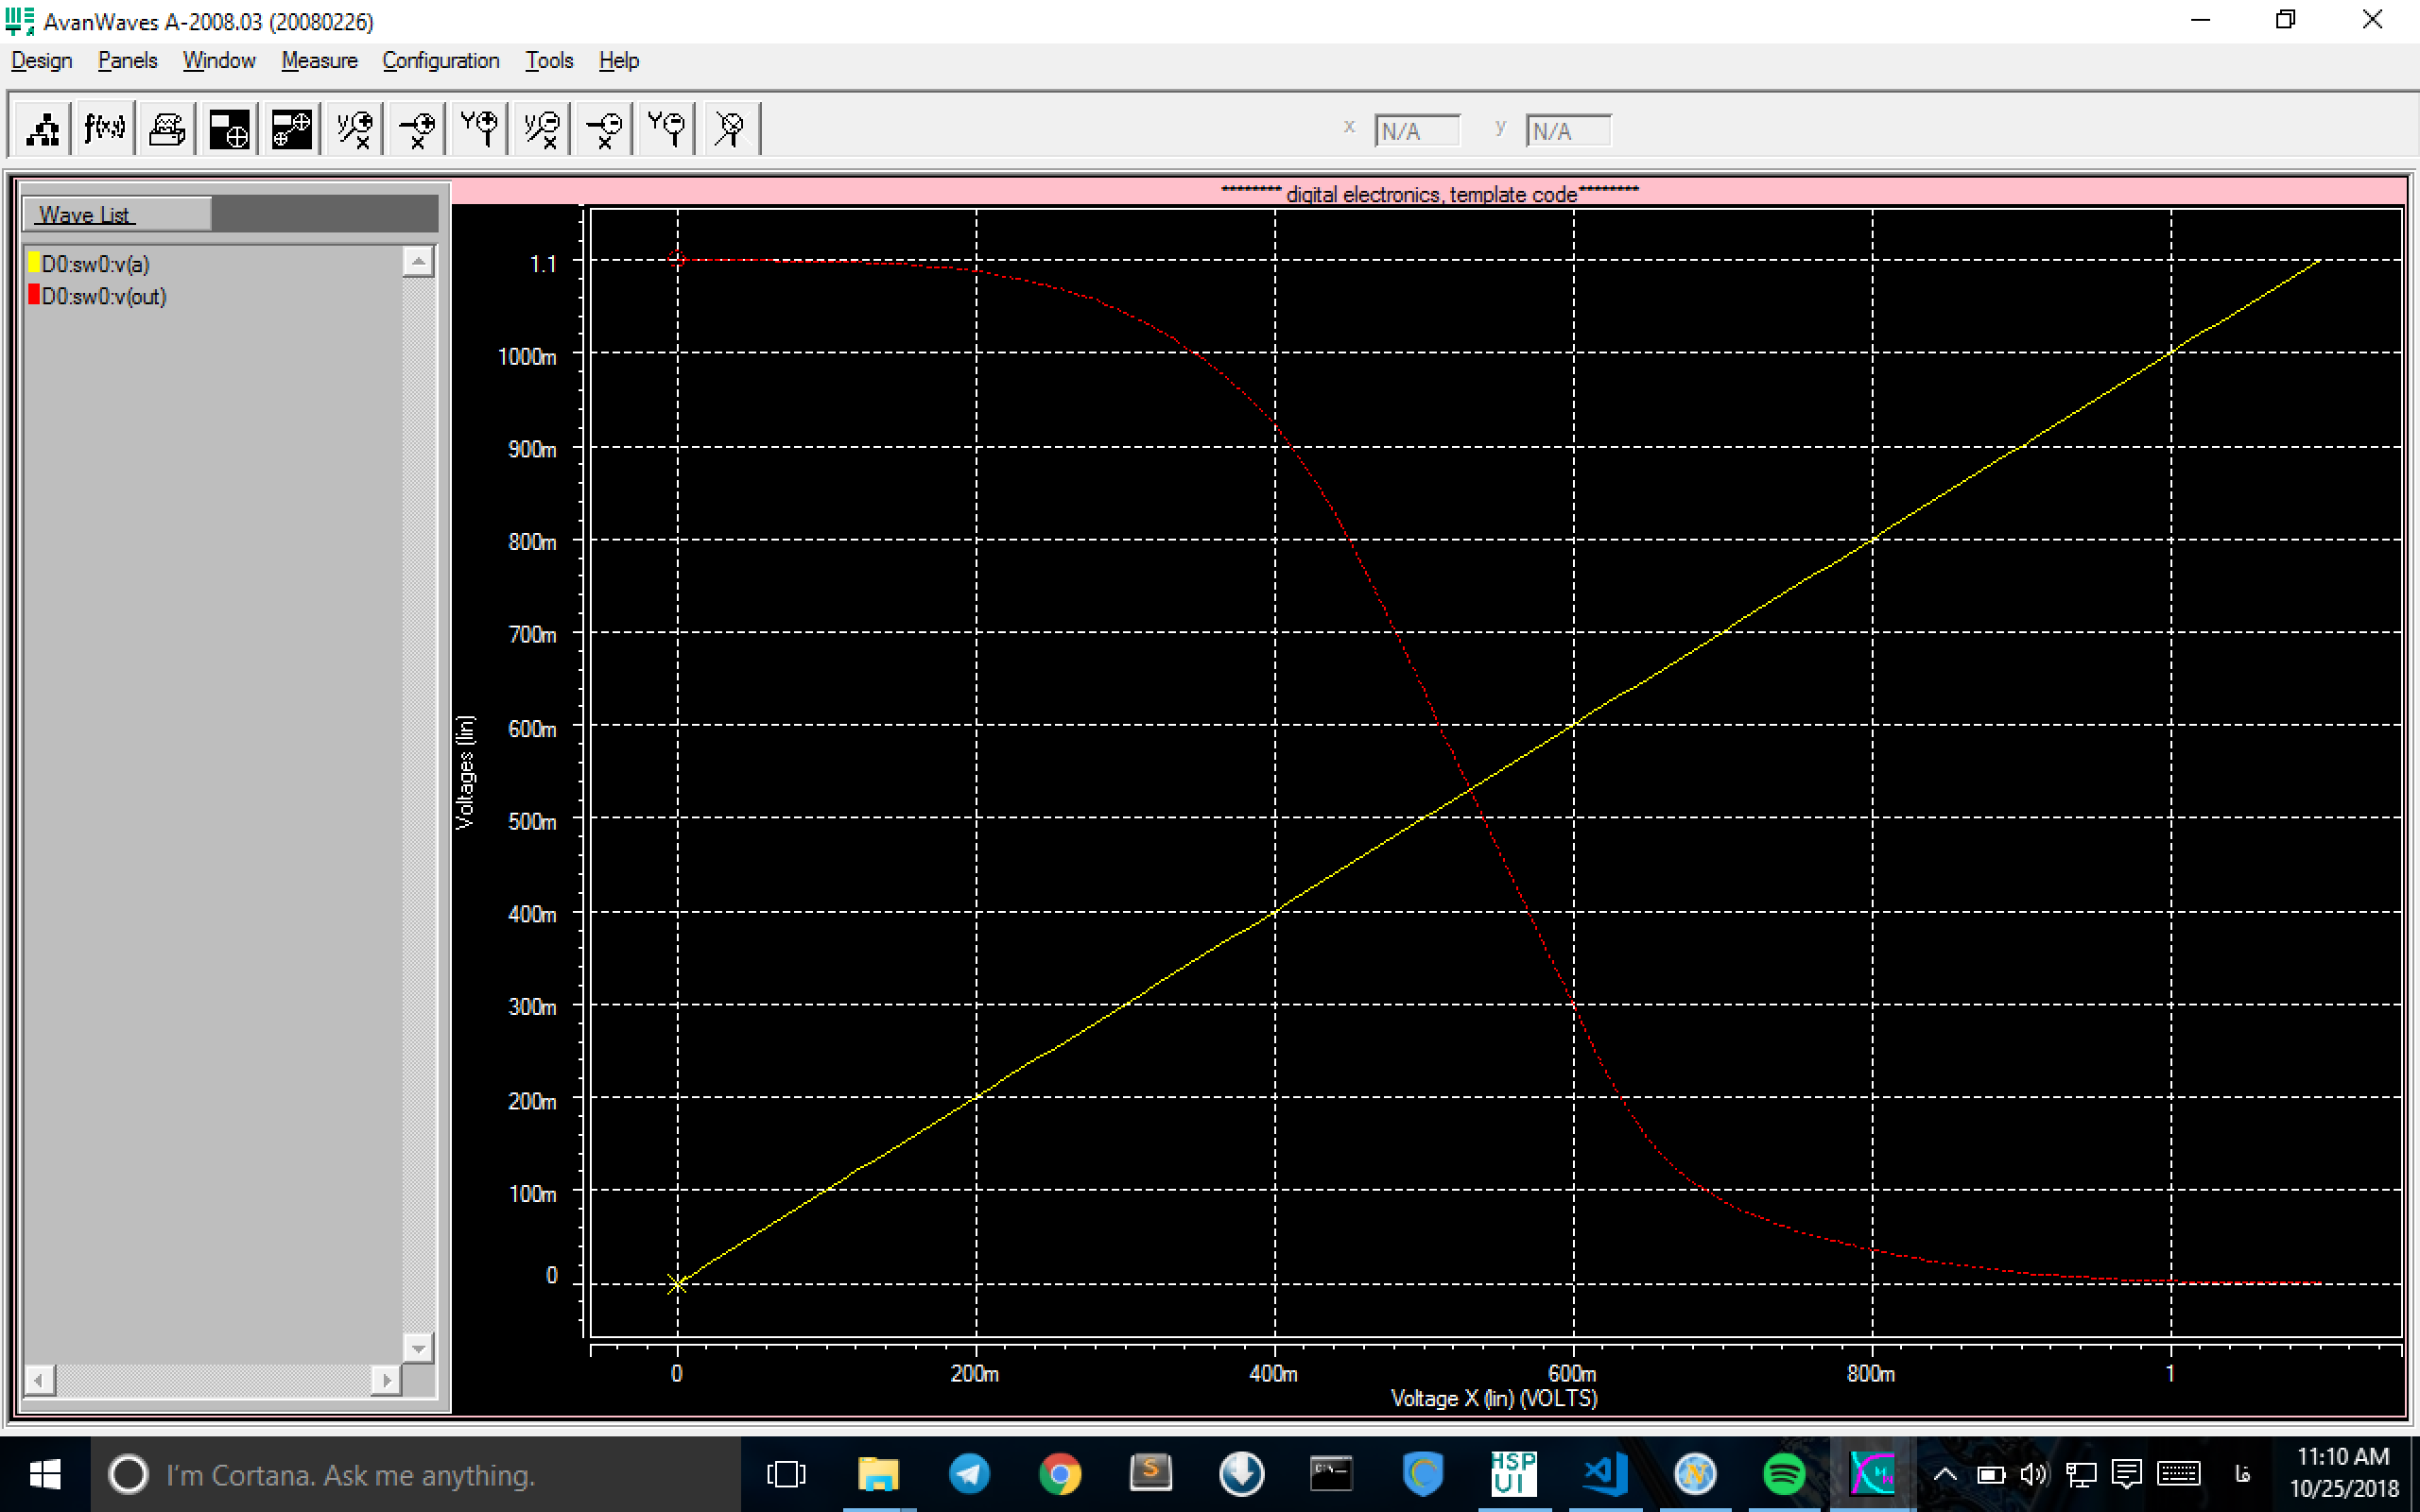 AvanWaves A-2008.03 (20080226)
Design Panels Window Measure Configuration Tools Help
f(x,y) x N/A y N/A
******** digital electronics, template code********
Wave List
D0:sw0:v(a)
D0:sw0:v(out)
1.1
1000m
900m
800m
700m
600m
500m
400m
300m
200m
100m
0
Voltages (lin)
0 200m 400m 600m 800m 1
Voltage X (lin) (VOLTS)
I'm Cortana. Ask me anything.
HSP
UI
فا
11:10 AM
10/25/2018